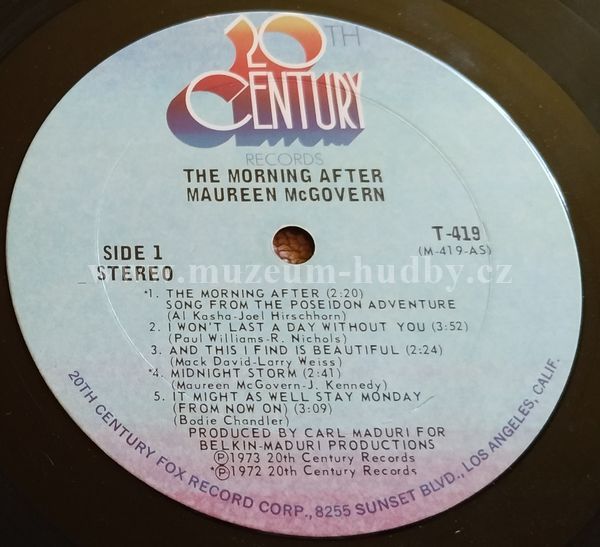 20TH
CENTURY
RECORDS
THE MORNING AFTER
MAUREEN McGOVERN
SIDE 1
STEREO
T-419
(M-419-AS)
www.muzeum-hudby.cz
*1. THE MORNING AFTER (2:20)
SONG FROM THE POSEIDON ADVENTURE
(Al Kasha-Joel Hirschhorn)
2. I WON'T LAST A DAY WITHOUT YOU (3:52)
(Paul Williams-R. Nichols)
3. AND THIS I FIND IS BEAUTIFUL (2:24)
(Mack David-Larry Weiss)
*4. MIDNIGHT STORM (2:41)
(Maureen McGovern-J. Kennedy)
5. IT MIGHT AS WELL STAY MONDAY
(FROM NOW ON) (3:09)
(Bodie Chandler)
PRODUCED BY CARL MADURI FOR
BELKIN-MADURI PRODUCTIONS
Ⓟ1973 20th Century Records
*Ⓟ1972 20th Century Records
20TH CENTURY FOX RECORD CORP., 8255 SUNSET BLVD., LOS ANGELES, CALIF.